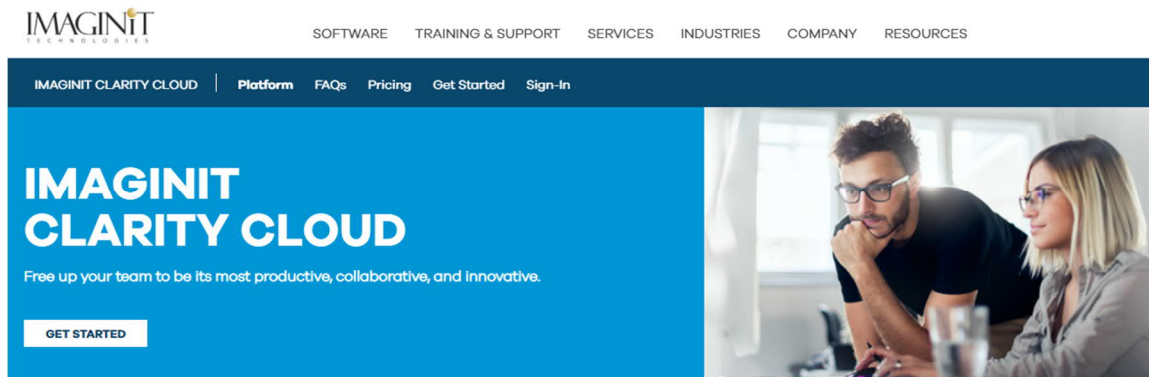 IMAGINiT
TECHNOLOGIES
SOFTWARE TRAINING & SUPPORT SERVICES INDUSTRIES COMPANY RESOURCES
IMAGINIT CLARITY CLOUD Platform FAQs Pricing Get Started Sign-In
IMAGINIT
CLARITY CLOUD
Free up your team to be its most productive, collaborative, and innovative.
GET STARTED